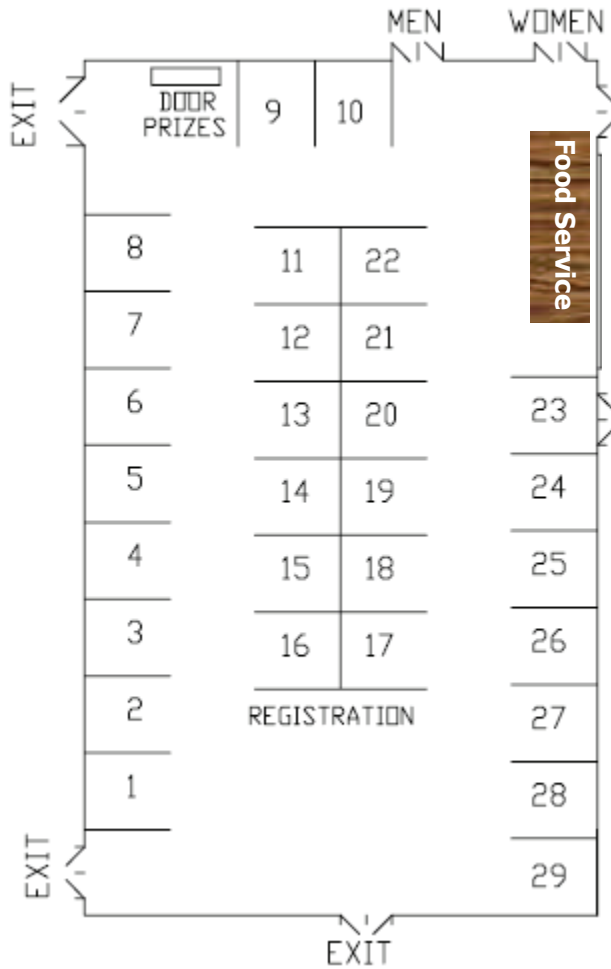 MEN WOMEN
EXIT
DOOR
PRIZES
9 10
Food Service
8
11 22
7
12 21
6
13 20
23
5
14 19
24
4
15 18
25
3
16 17
26
2
REGISTRATION
27
1
28
EXIT
29
EXIT